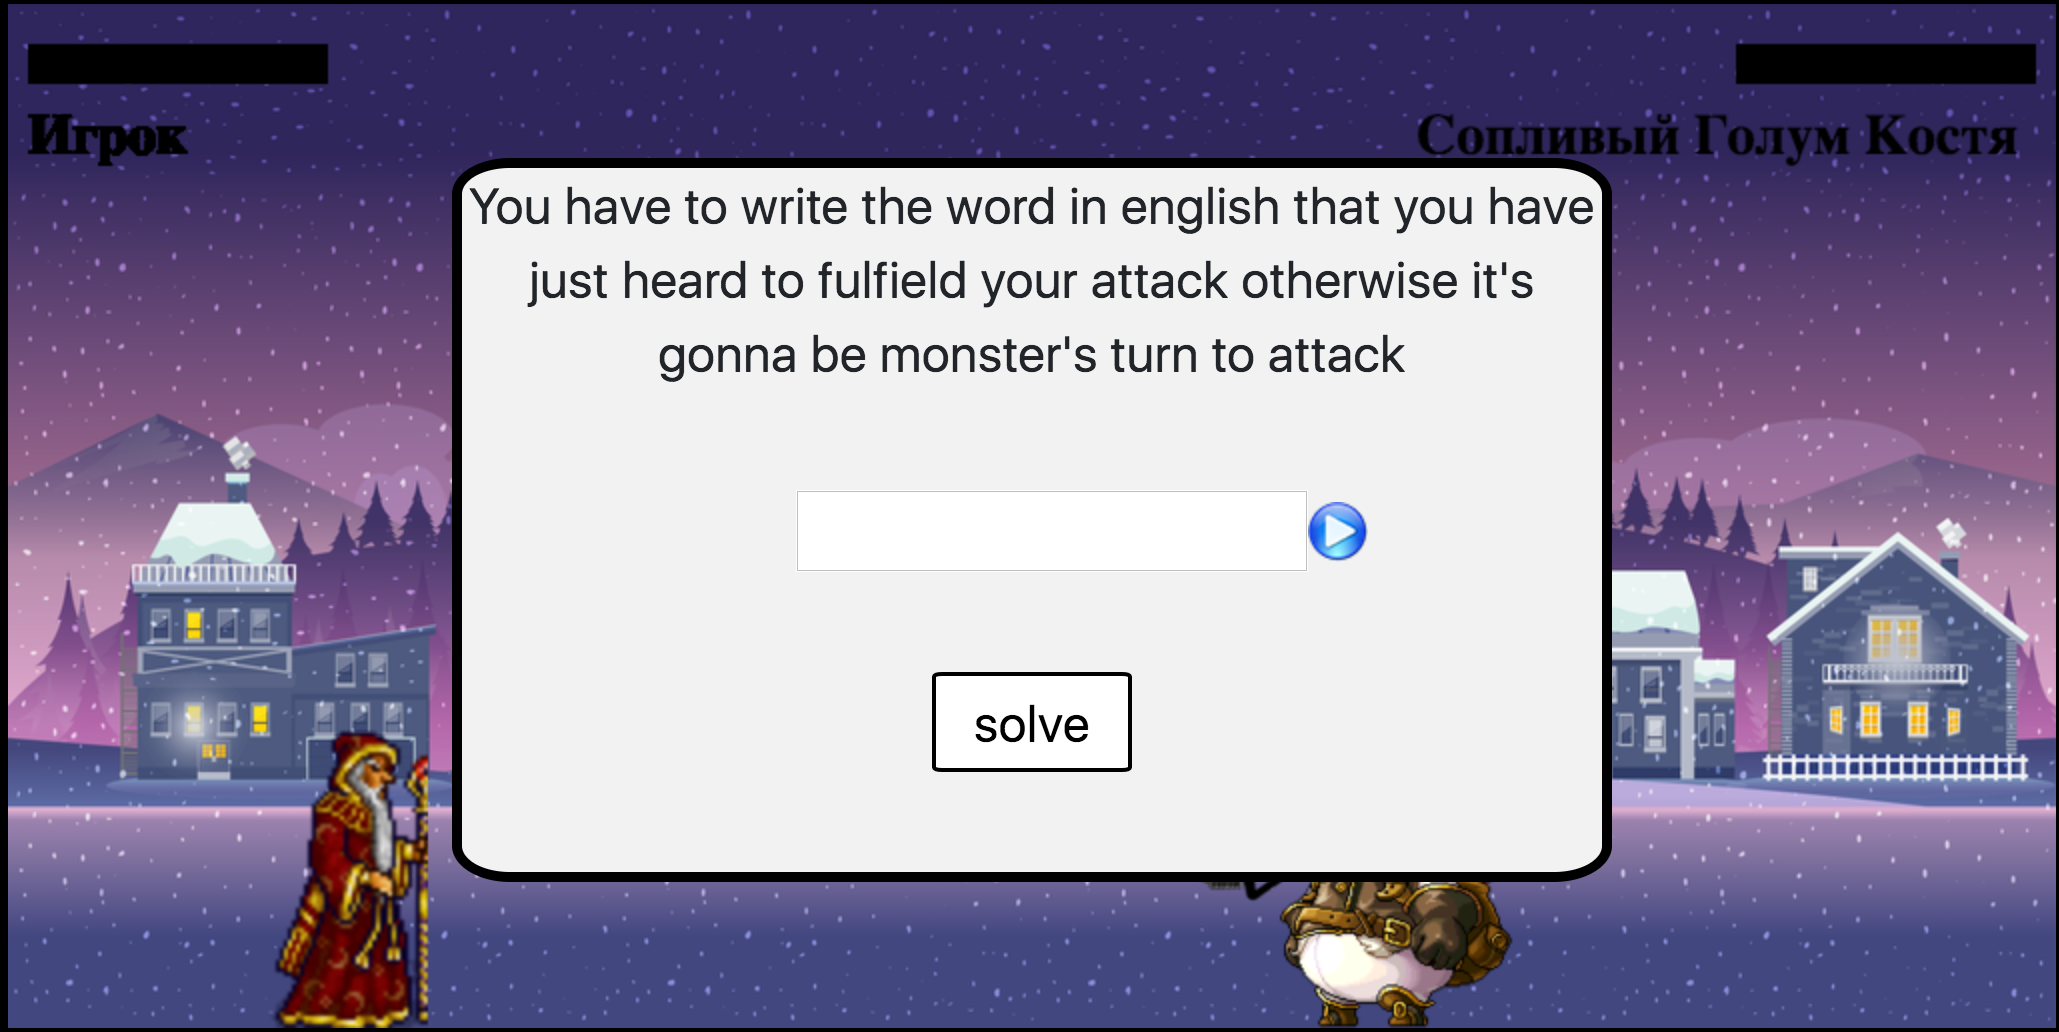 Игрок
Сопливый Голум Костя
You have to write the word in english that you have
just heard to fulfield your attack otherwise it's
gonna be monster's turn to attack
solve